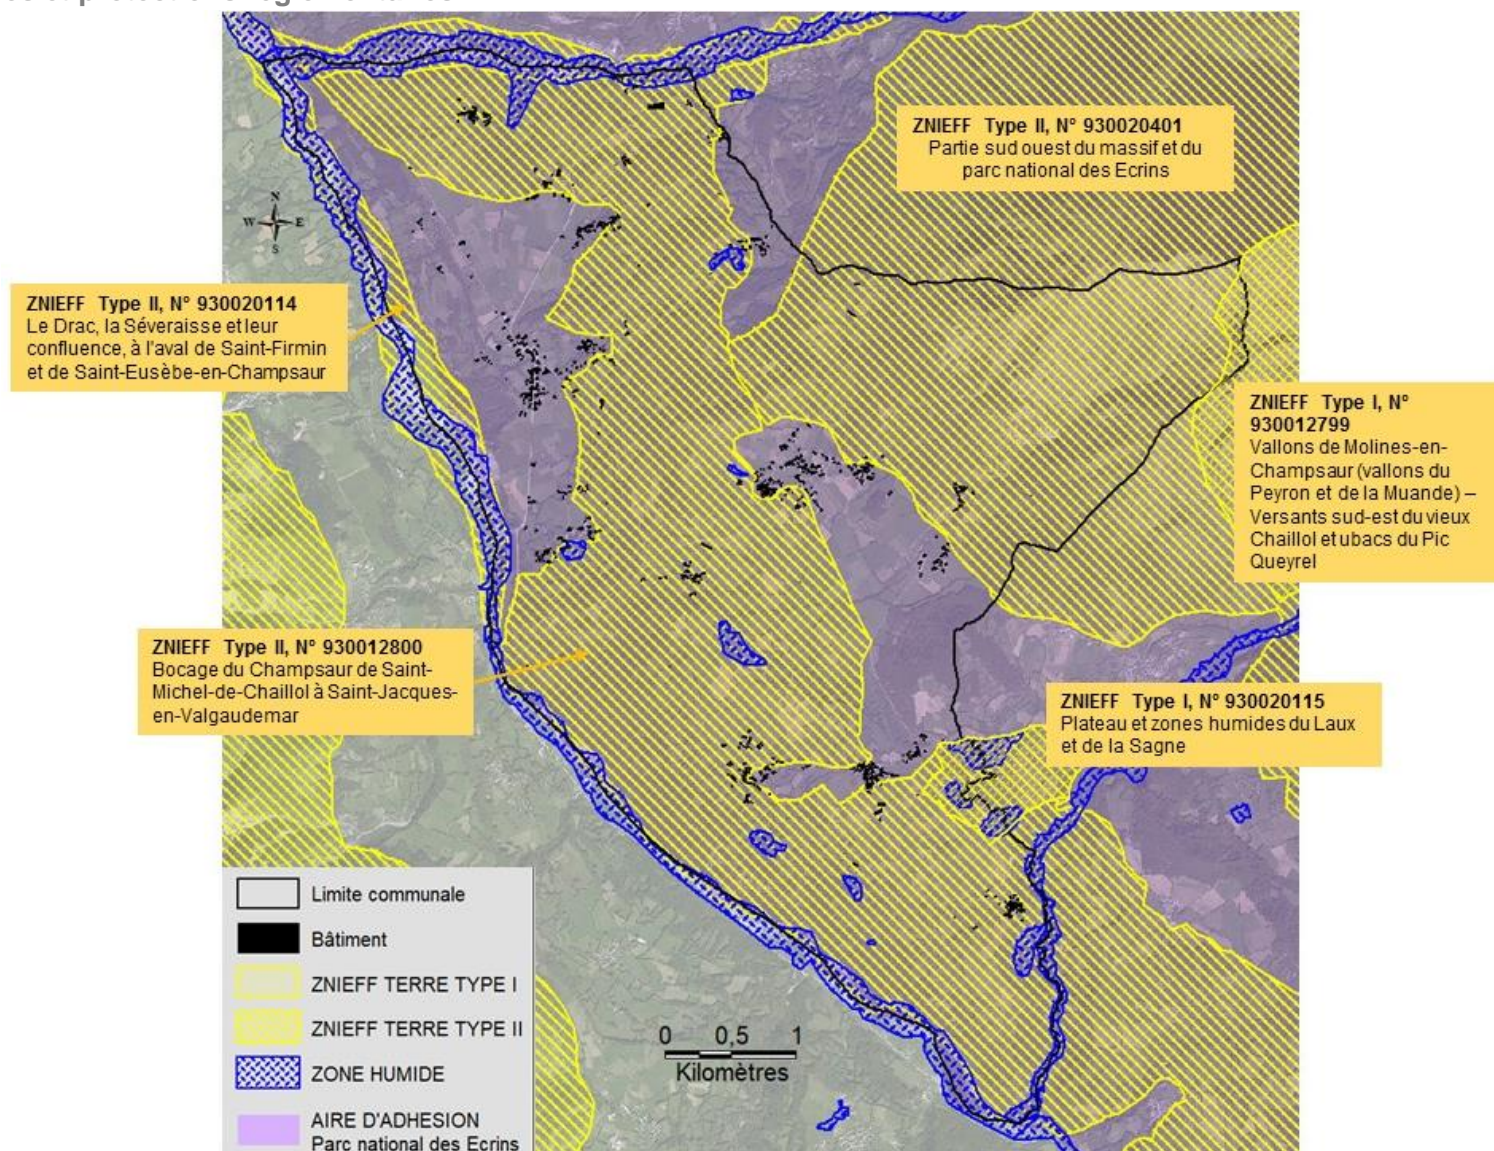 ZNIEFF Type II, N° 930020401
Partie sud ouest du massif et du
parc national des Ecrins
N
W E
S
ZNIEFF Type II, N° 930020114
Le Drac, la Séveraisse et leur
confluence, à l'aval de Saint-Firmin
et de Saint-Eusèbe-en-Champsaur
ZNIEFF Type I, N°
930012799
Vallons de Molines-en-
Champsaur (vallons du
Peyron et de la Muande) –
Versants sud-est du vieux
Chaillol et ubacs du Pic
Queyrel
ZNIEFF Type II, N° 930012800
Bocage du Champsaur de Saint-
Michel-de-Chaillol à Saint-Jacques-
en-Valgaudemar
ZNIEFF Type I, N° 930020115
Plateau et zones humides du Laux
et de la Sagne
Limite communale
Bâtiment
ZNIEFF TERRE TYPE I
ZNIEFF TERRE TYPE II
ZONE HUMIDE
AIRE D'ADHESION
Parc national des Ecrins
0 0,5 1
Kilomètres